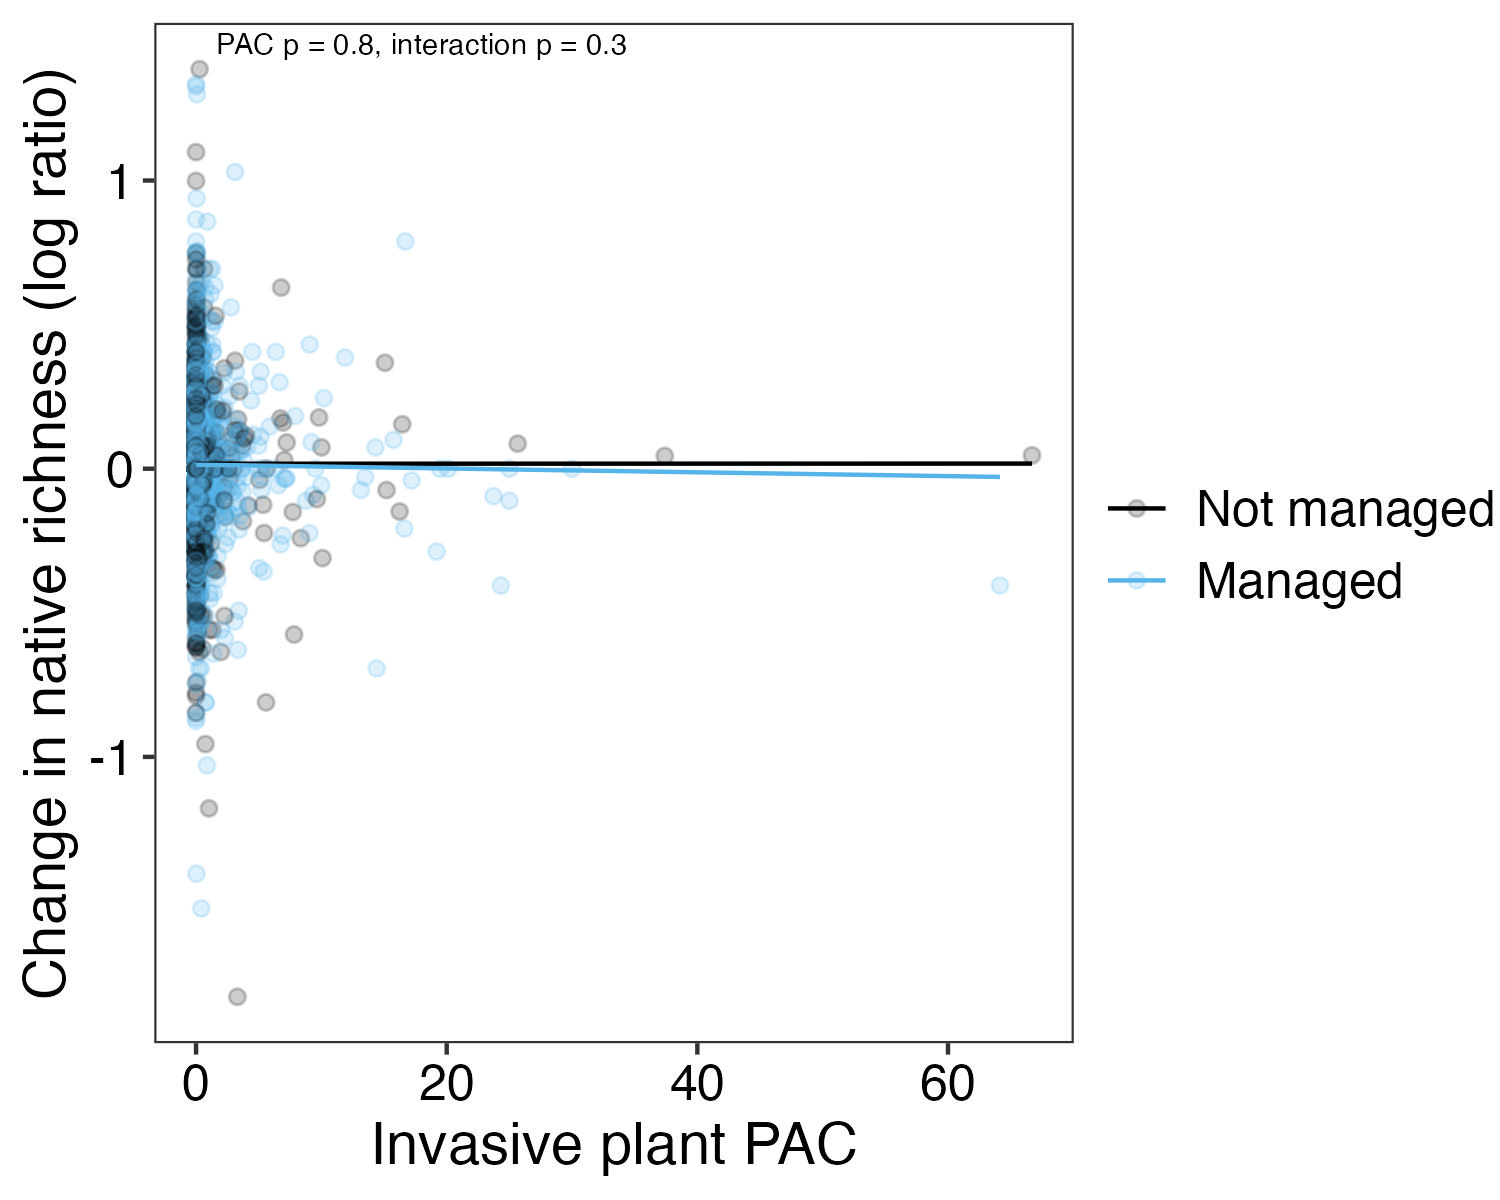 PAC p = 0.8, interaction p = 0.3
Change in native richness (log ratio)
1
0
-1
0 20 40 60
Invasive plant PAC
Not managed
Managed